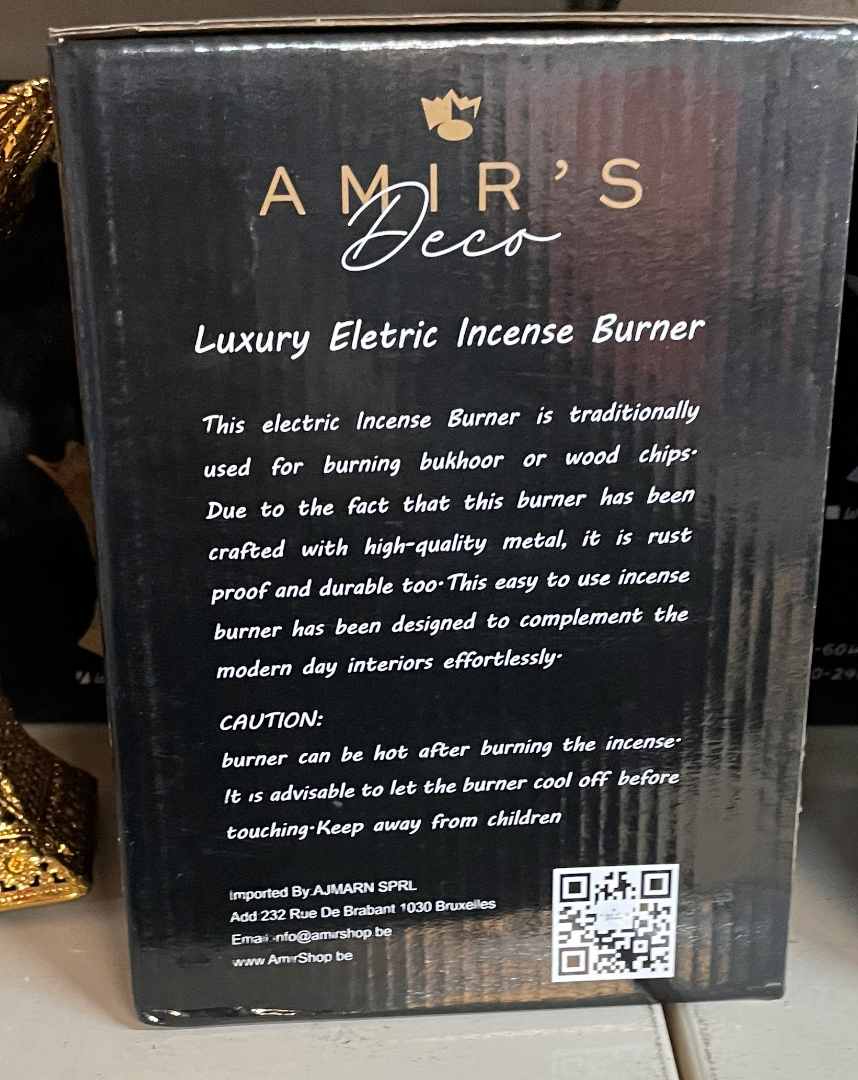 AMIR'S
Deco
Luxury Eletric Incense Burner
This electric Incense Burner is traditionally
used for burning bukhoor or wood chips.
Due to the fact that this burner has been
crafted with high-quality metal, it is rust
proof and durable too.This easy to use incense
burner has been designed to complement the
modern day interiors effortlessly.
CAUTION:
burner can be hot after burning the incense.
It is advisable to let the burner cool off before
touching.Keep away from children
Imported By:AJMARN SPRL
Add 232 Rue De Brabant 1030 Bruxelles
Email:info@amirshop.be
www.AmirShop.be